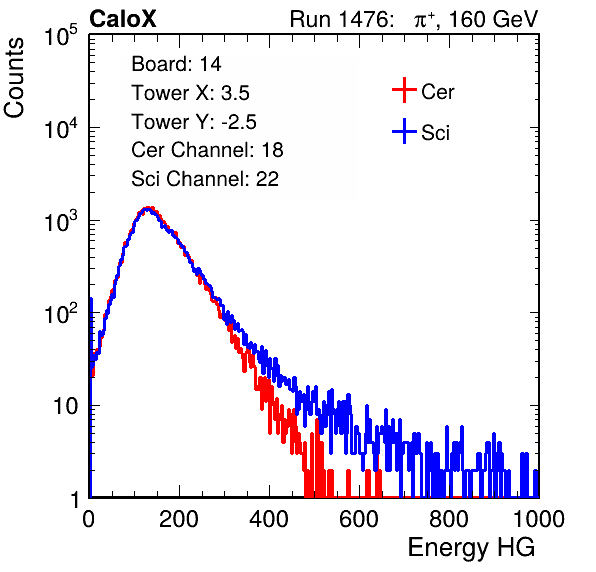 CaloX Run 1476: π⁺, 160 GeV
Counts
Board: 14
Tower X: 3.5
Tower Y: -2.5
Cer Channel: 18
Sci Channel: 22
Cer
Sci
10⁵
10⁴
10³
10²
10
1
0 200 400 600 800 1000
Energy HG